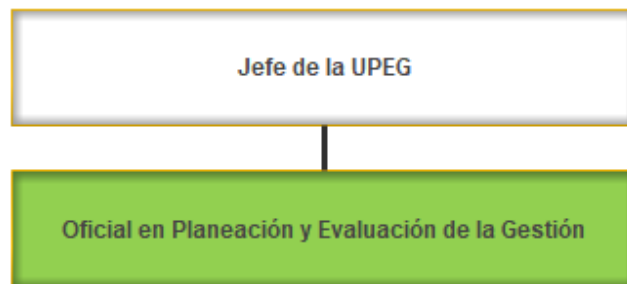 Jefe de la UPEG
Oficial en Planeación y Evaluación de la Gestión